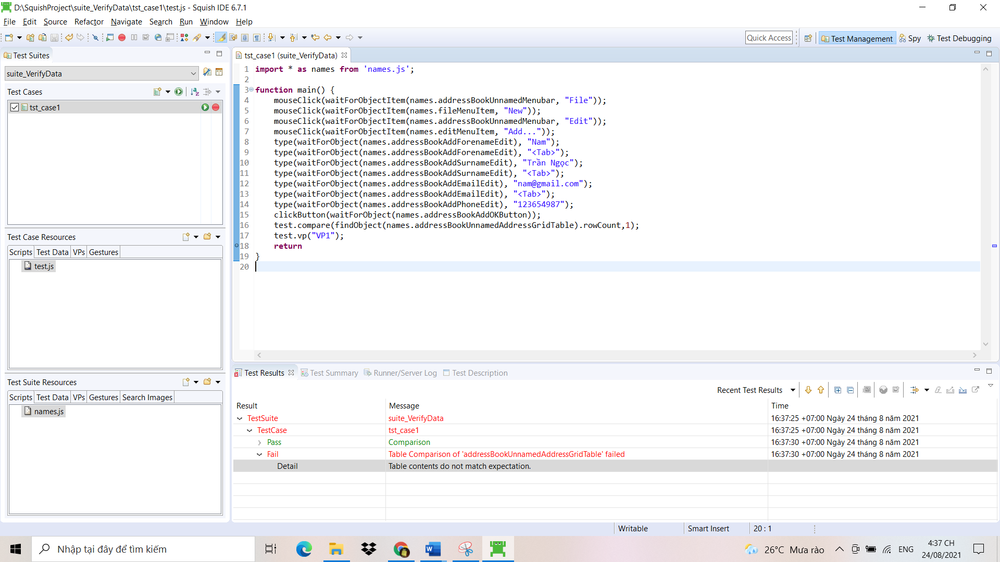 D:\SquishProject\suite_VerifyData\tst_case1\test.js - Squish IDE 6.7.1
File Edit Source Refactor Navigate Search Run Window Help
Quick Access
Test Management
Spy
Test Debugging
Test Suites
suite_VerifyData
Test Cases
tst_case1
Test Case Resources
Scripts Test Data VPs Gestures
test.js
Test Suite Resources
Scripts Test Data VPs Gestures Search Images
names.js
tst_case1 (suite_VerifyData)
1 import * as names from 'names.js';
2
3 function main() {
4 mouseClick(waitForObjectItem(names.addressBookUnnamedMenubar, "File"));
5 mouseClick(waitForObjectItem(names.fileMenuItem, "New"));
6 mouseClick(waitForObjectItem(names.addressBookUnnamedMenubar, "Edit"));
7 mouseClick(waitForObjectItem(names.editMenuItem, "Add..."));
8 type(waitForObject(names.addressBookAddForenameEdit), "Nam");
9 type(waitForObject(names.addressBookAddForenameEdit), "<Tab>");
10 type(waitForObject(names.addressBookAddSurnameEdit), "Trần Ngọc");
11 type(waitForObject(names.addressBookAddSurnameEdit), "<Tab>");
12 type(waitForObject(names.addressBookAddEmailEdit), "nam@gmail.com");
13 type(waitForObject(names.addressBookAddEmailEdit), "<Tab>");
14 type(waitForObject(names.addressBookAddPhoneEdit), "123654987");
15 clickButton(waitForObject(names.addressBookAddOKButton));
16 test.compare(findObject(names.addressBookUnnamedAddressGridTable).rowCount,1);
17 test.vp("VP1");
18 return
19 }
20
Test Results Test Summary Runner/Server Log Test Description
Recent Test Results
Result Message Time
TestSuite suite_VerifyData 16:37:25 +07:00 Ngày 24 tháng 8 năm 2021
TestCase tst_case1 16:37:25 +07:00 Ngày 24 tháng 8 năm 2021
Pass Comparison 16:37:30 +07:00 Ngày 24 tháng 8 năm 2021
Fail Table Comparison of 'addressBookUnnamedAddressGridTable' failed 16:37:30 +07:00 Ngày 24 tháng 8 năm 2021
Detail Table contents do not match expectation.
Writable Smart Insert 20 : 1
Nhập tại đây để tìm kiếm
26°C Mưa rào
ENG
4:37 CH
24/08/2021